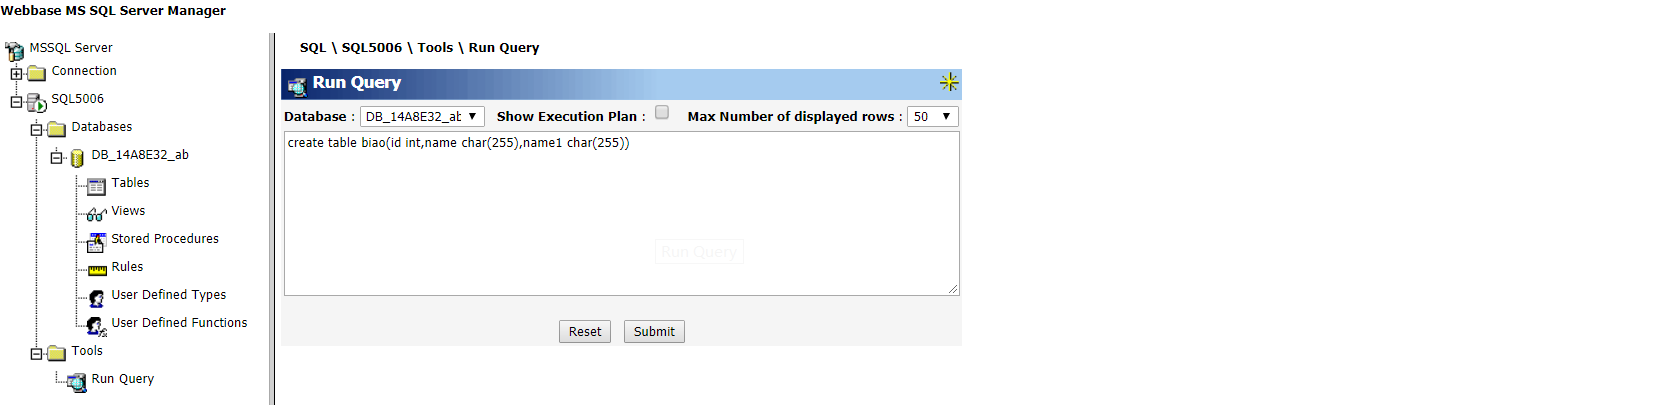 Webbase MS SQL Server Manager
MSSQL Server
Connection
SQL5006
Databases
DB_14A8E32_ab
Tables
Views
Stored Procedures
Rules
User Defined Types
User Defined Functions
Tools
Run Query
SQL \ SQL5006 \ Tools \ Run Query
Run Query
Database : DB_14A8E32_ab Show Execution Plan : Max Number of displayed rows : 50
create table biao(id int,name char(255),name1 char(255))
Run Query
Reset Submit